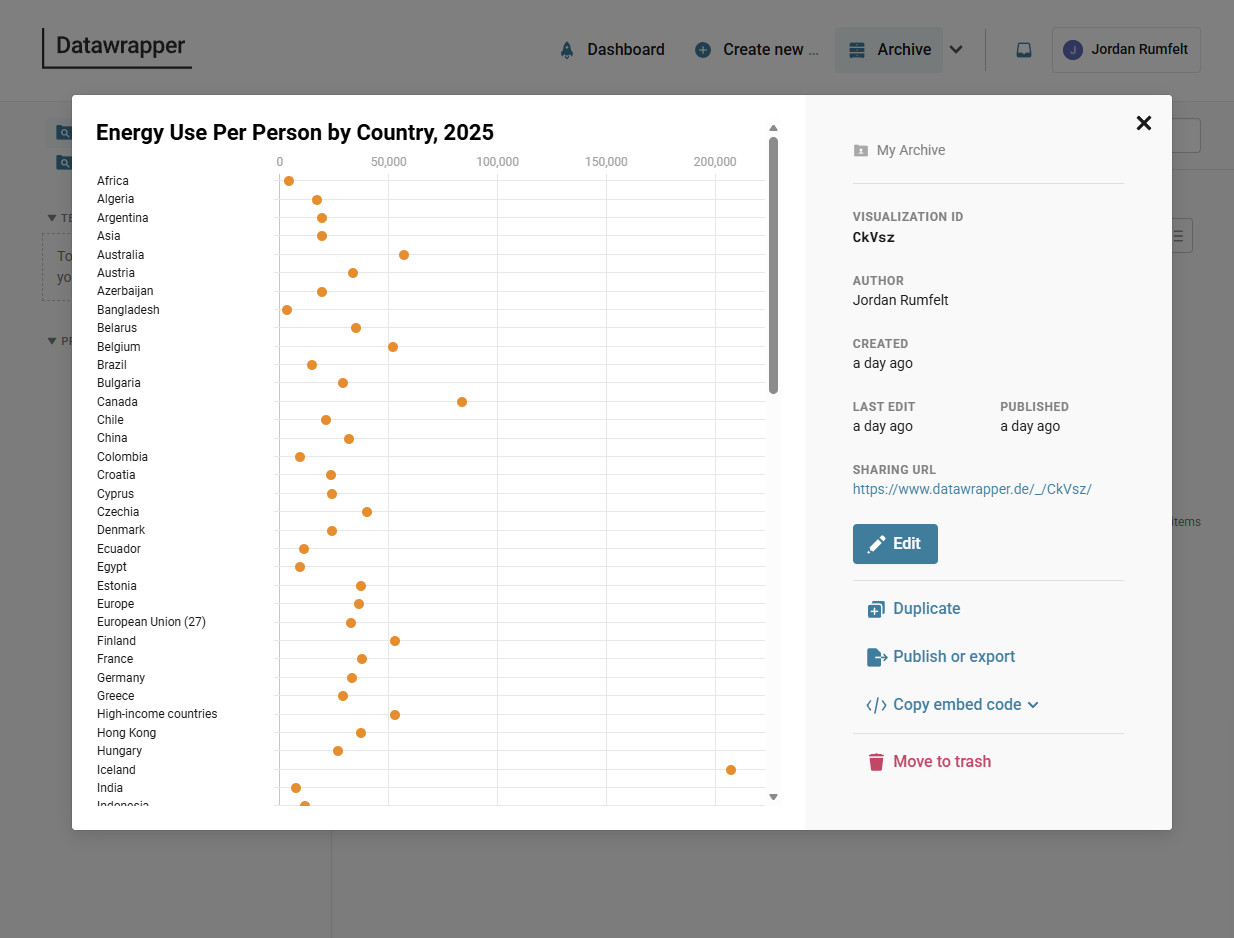 Datawrapper
Dashboard
Create new ...
Archive
J
Jordan Rumfelt
Energy Use Per Person by Country, 2025
0 50,000 100,000 150,000 200,000
Africa
Algeria
Argentina
Asia
Australia
Austria
Azerbaijan
Bangladesh
Belarus
Belgium
Brazil
Bulgaria
Canada
Chile
China
Colombia
Croatia
Cyprus
Czechia
Denmark
Ecuador
Egypt
Estonia
Europe
European Union (27)
Finland
France
Germany
Greece
High-income countries
Hong Kong
Hungary
Iceland
India
Indonesia
My Archive
VISUALIZATION ID
CkVsz
AUTHOR
Jordan Rumfelt
CREATED
a day ago
LAST EDIT PUBLISHED
a day ago a day ago
SHARING URL
https://www.datawrapper.de/_/CkVsz/
Edit
Duplicate
Publish or export
</> Copy embed code
Move to trash
items